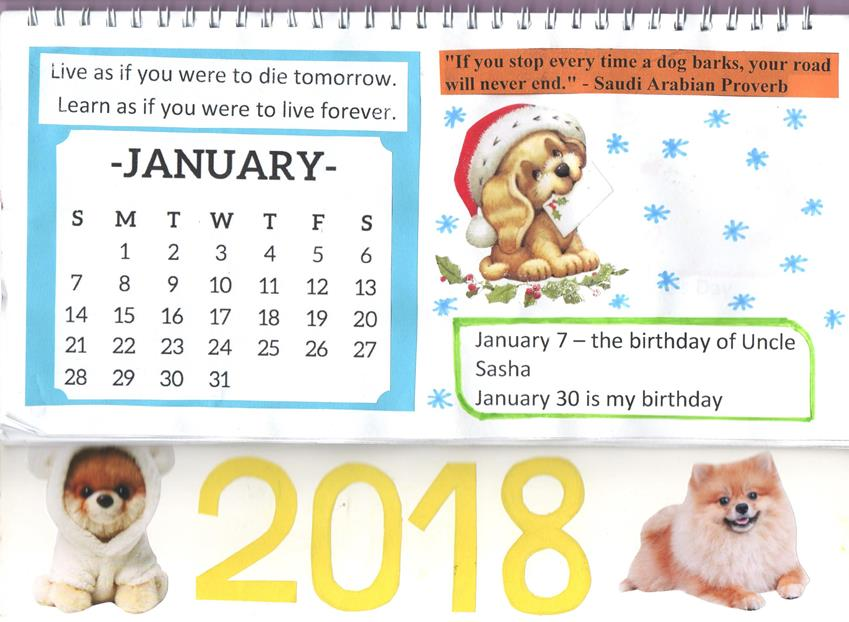 Live as if you were to die tomorrow.
Learn as if you were to live forever.
-JANUARY-
S M T W T F S
1 2 3 4 5 6
7 8 9 10 11 12 13
14 15 16 17 18 19 20
21 22 23 24 25 26 27
28 29 30 31
"If you stop every time a dog barks, your road
will never end." - Saudi Arabian Proverb
January 7 – the birthday of Uncle
Sasha
January 30 is my birthday
2018